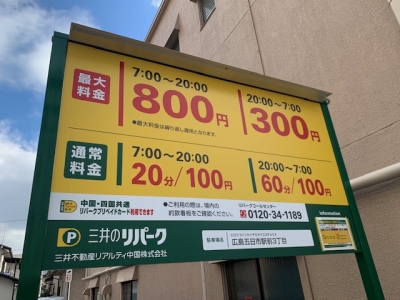 最大料金
7:00～20:00
800円
20:00～7:00
300円
●最大料金は繰り返し適用となります。
通常料金
7:00～20:00
20分/100円
20:00～7:00
60分/100円
中国・四国共通
リパークプリペイドカード利用できます
●ご利用の際は、場内の
約款看板をご確認ください。
リパークコールセンター
0120-34-1189
P 三井のリパーク
三井不動産リアルティ中国株式会社
駐車場名
広島五日市駅前3丁目
Information